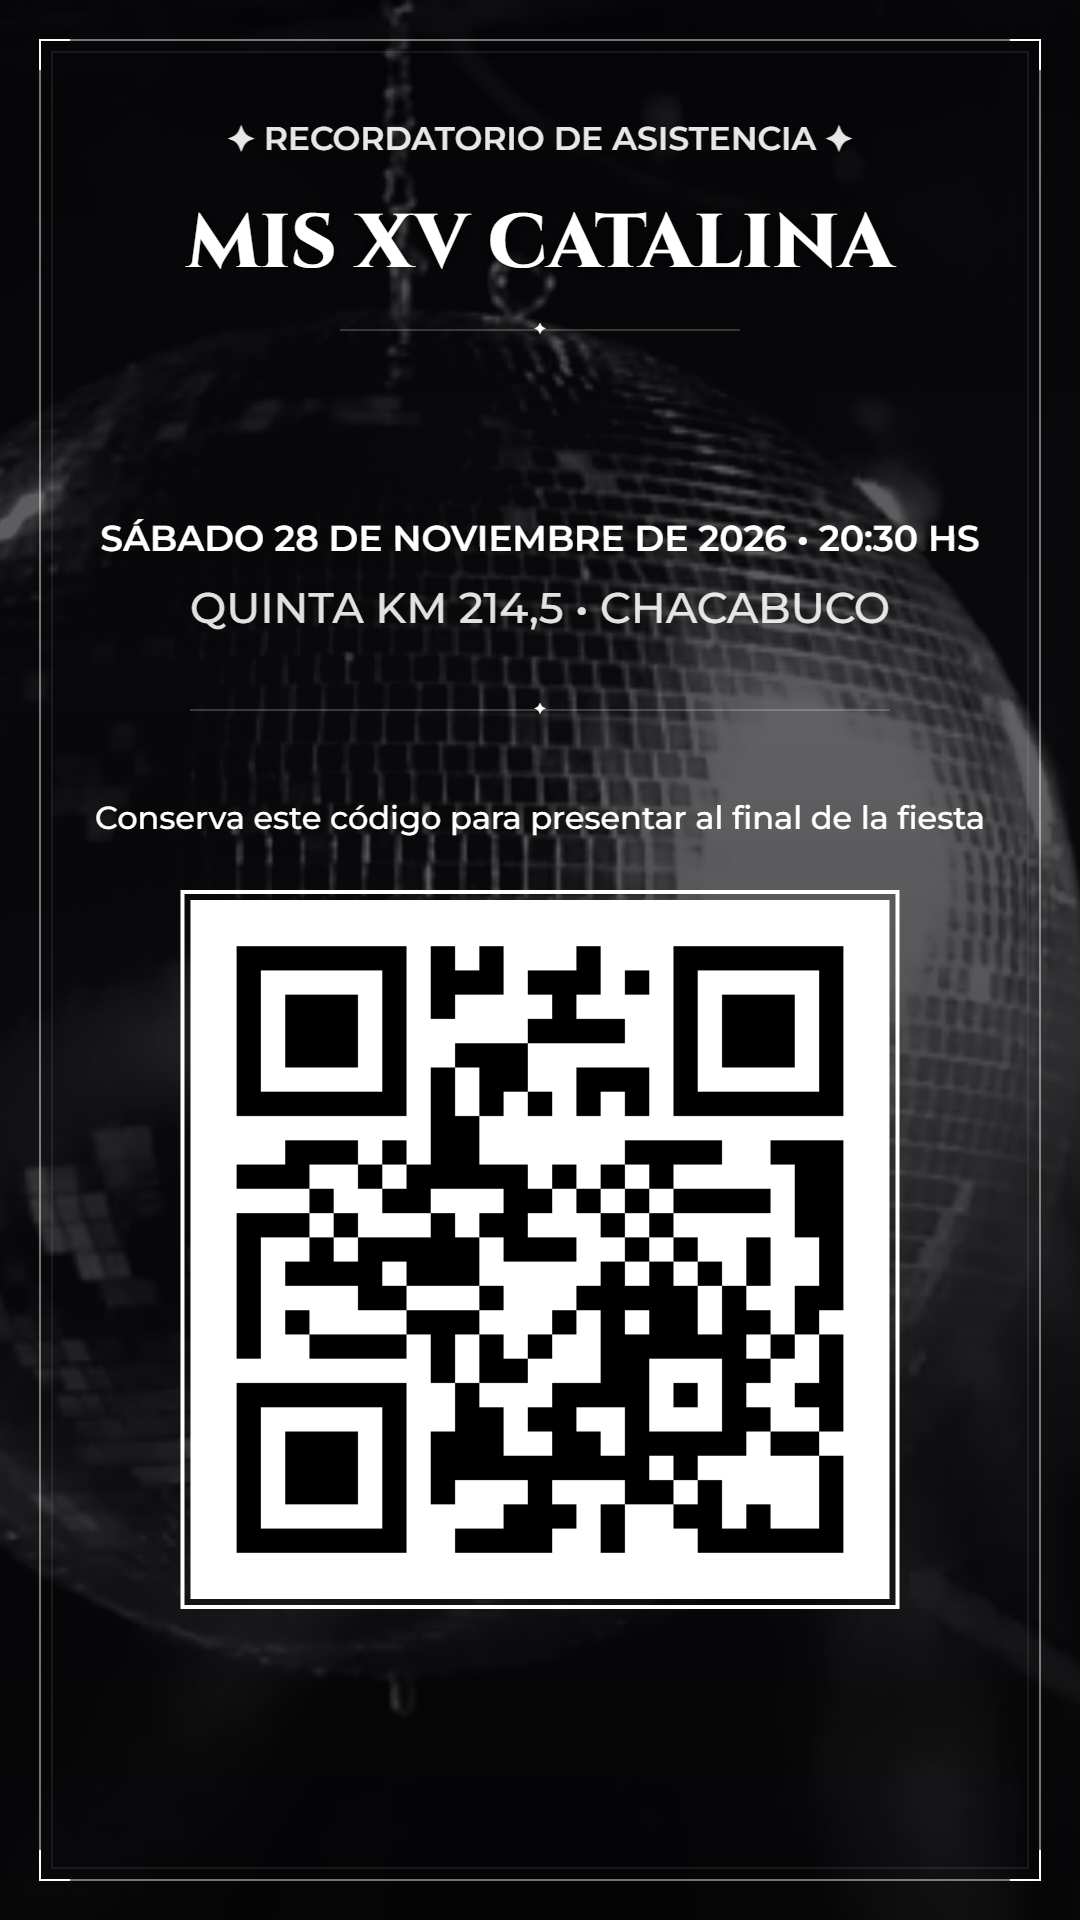 ✦ RECORDATORIO DE ASISTENCIA ✦
MIS XV CATALINA
SÁBADO 28 DE NOVIEMBRE DE 2026 • 20:30 HS
QUINTA KM 214,5 • CHACABUCO
Conserva este código para presentar al final de la fiesta